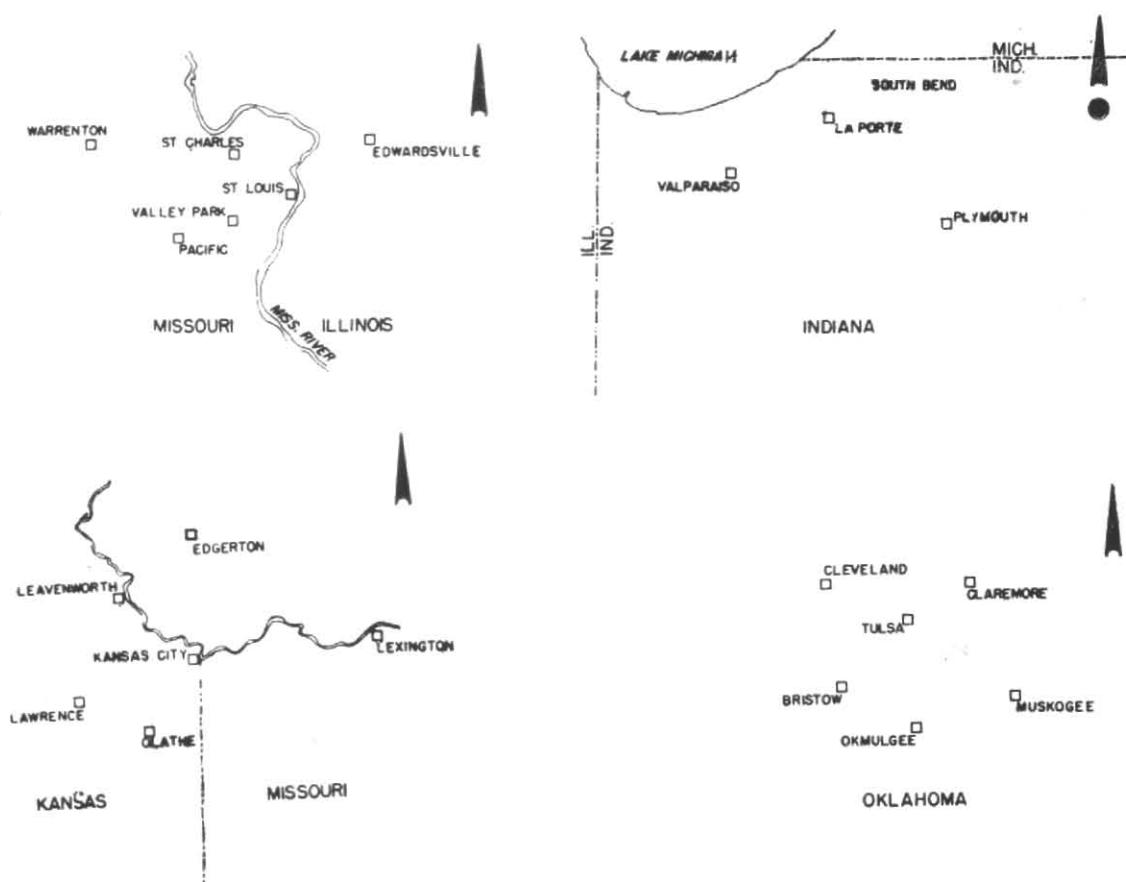 WARRENTON
ST CHARLES
EDWARDSVILLE
ST LOUIS
VALLEY PARK
PACIFIC
MISSOURI
ILLINOIS
MISS. RIVER
LAKE MICHIGAN
MICH.
IND.
SOUTH BEND
LA PORTE
VALPARAISO
PLYMOUTH
ILL.
IND.
INDIANA
EDGERTON
LEAVENWORTH
KANSAS CITY
LEXINGTON
LAWRENCE
OLATHE
KANSAS
MISSOURI
CLEVELAND
CLAREMORE
TULSA
BRISTOW
MUSKOGEE
OKMULGEE
OKLAHOMA